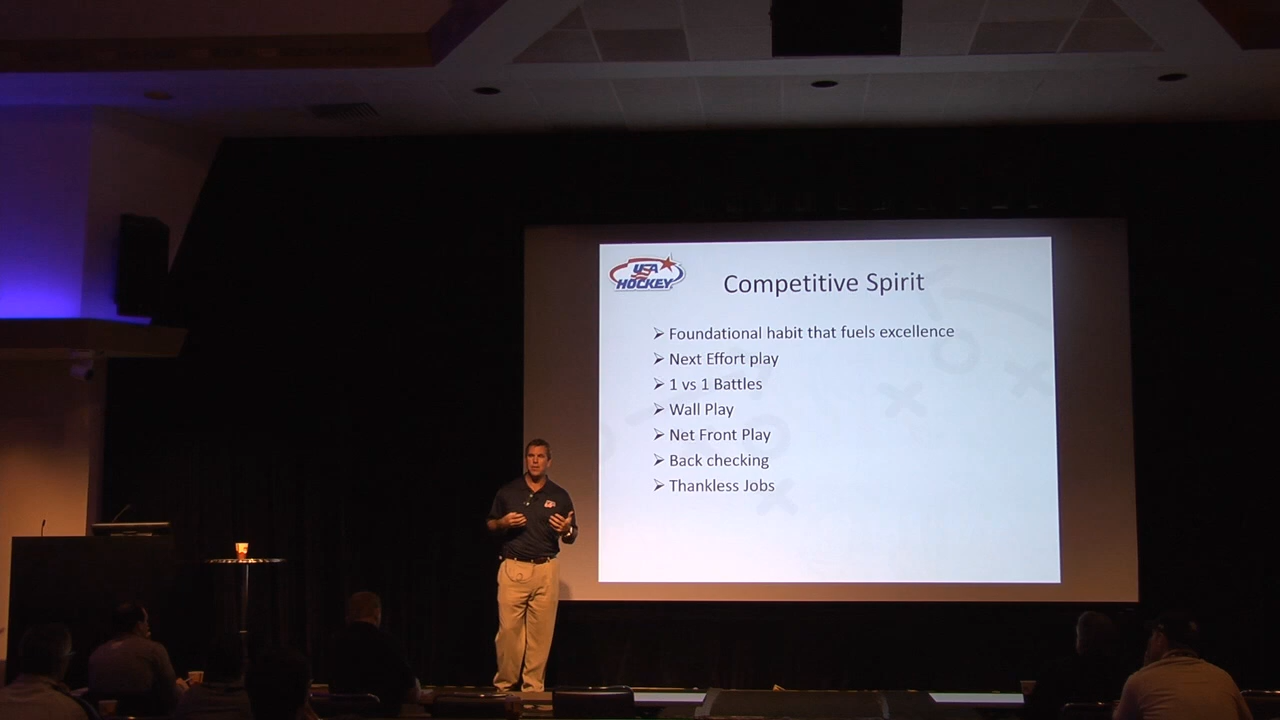 USA
HOCKEY
Competitive Spirit
➢ Foundational habit that fuels excellence
➢ Next Effort play
➢ 1 vs 1 Battles
➢ Wall Play
➢ Net Front Play
➢ Back checking
➢ Thankless Jobs